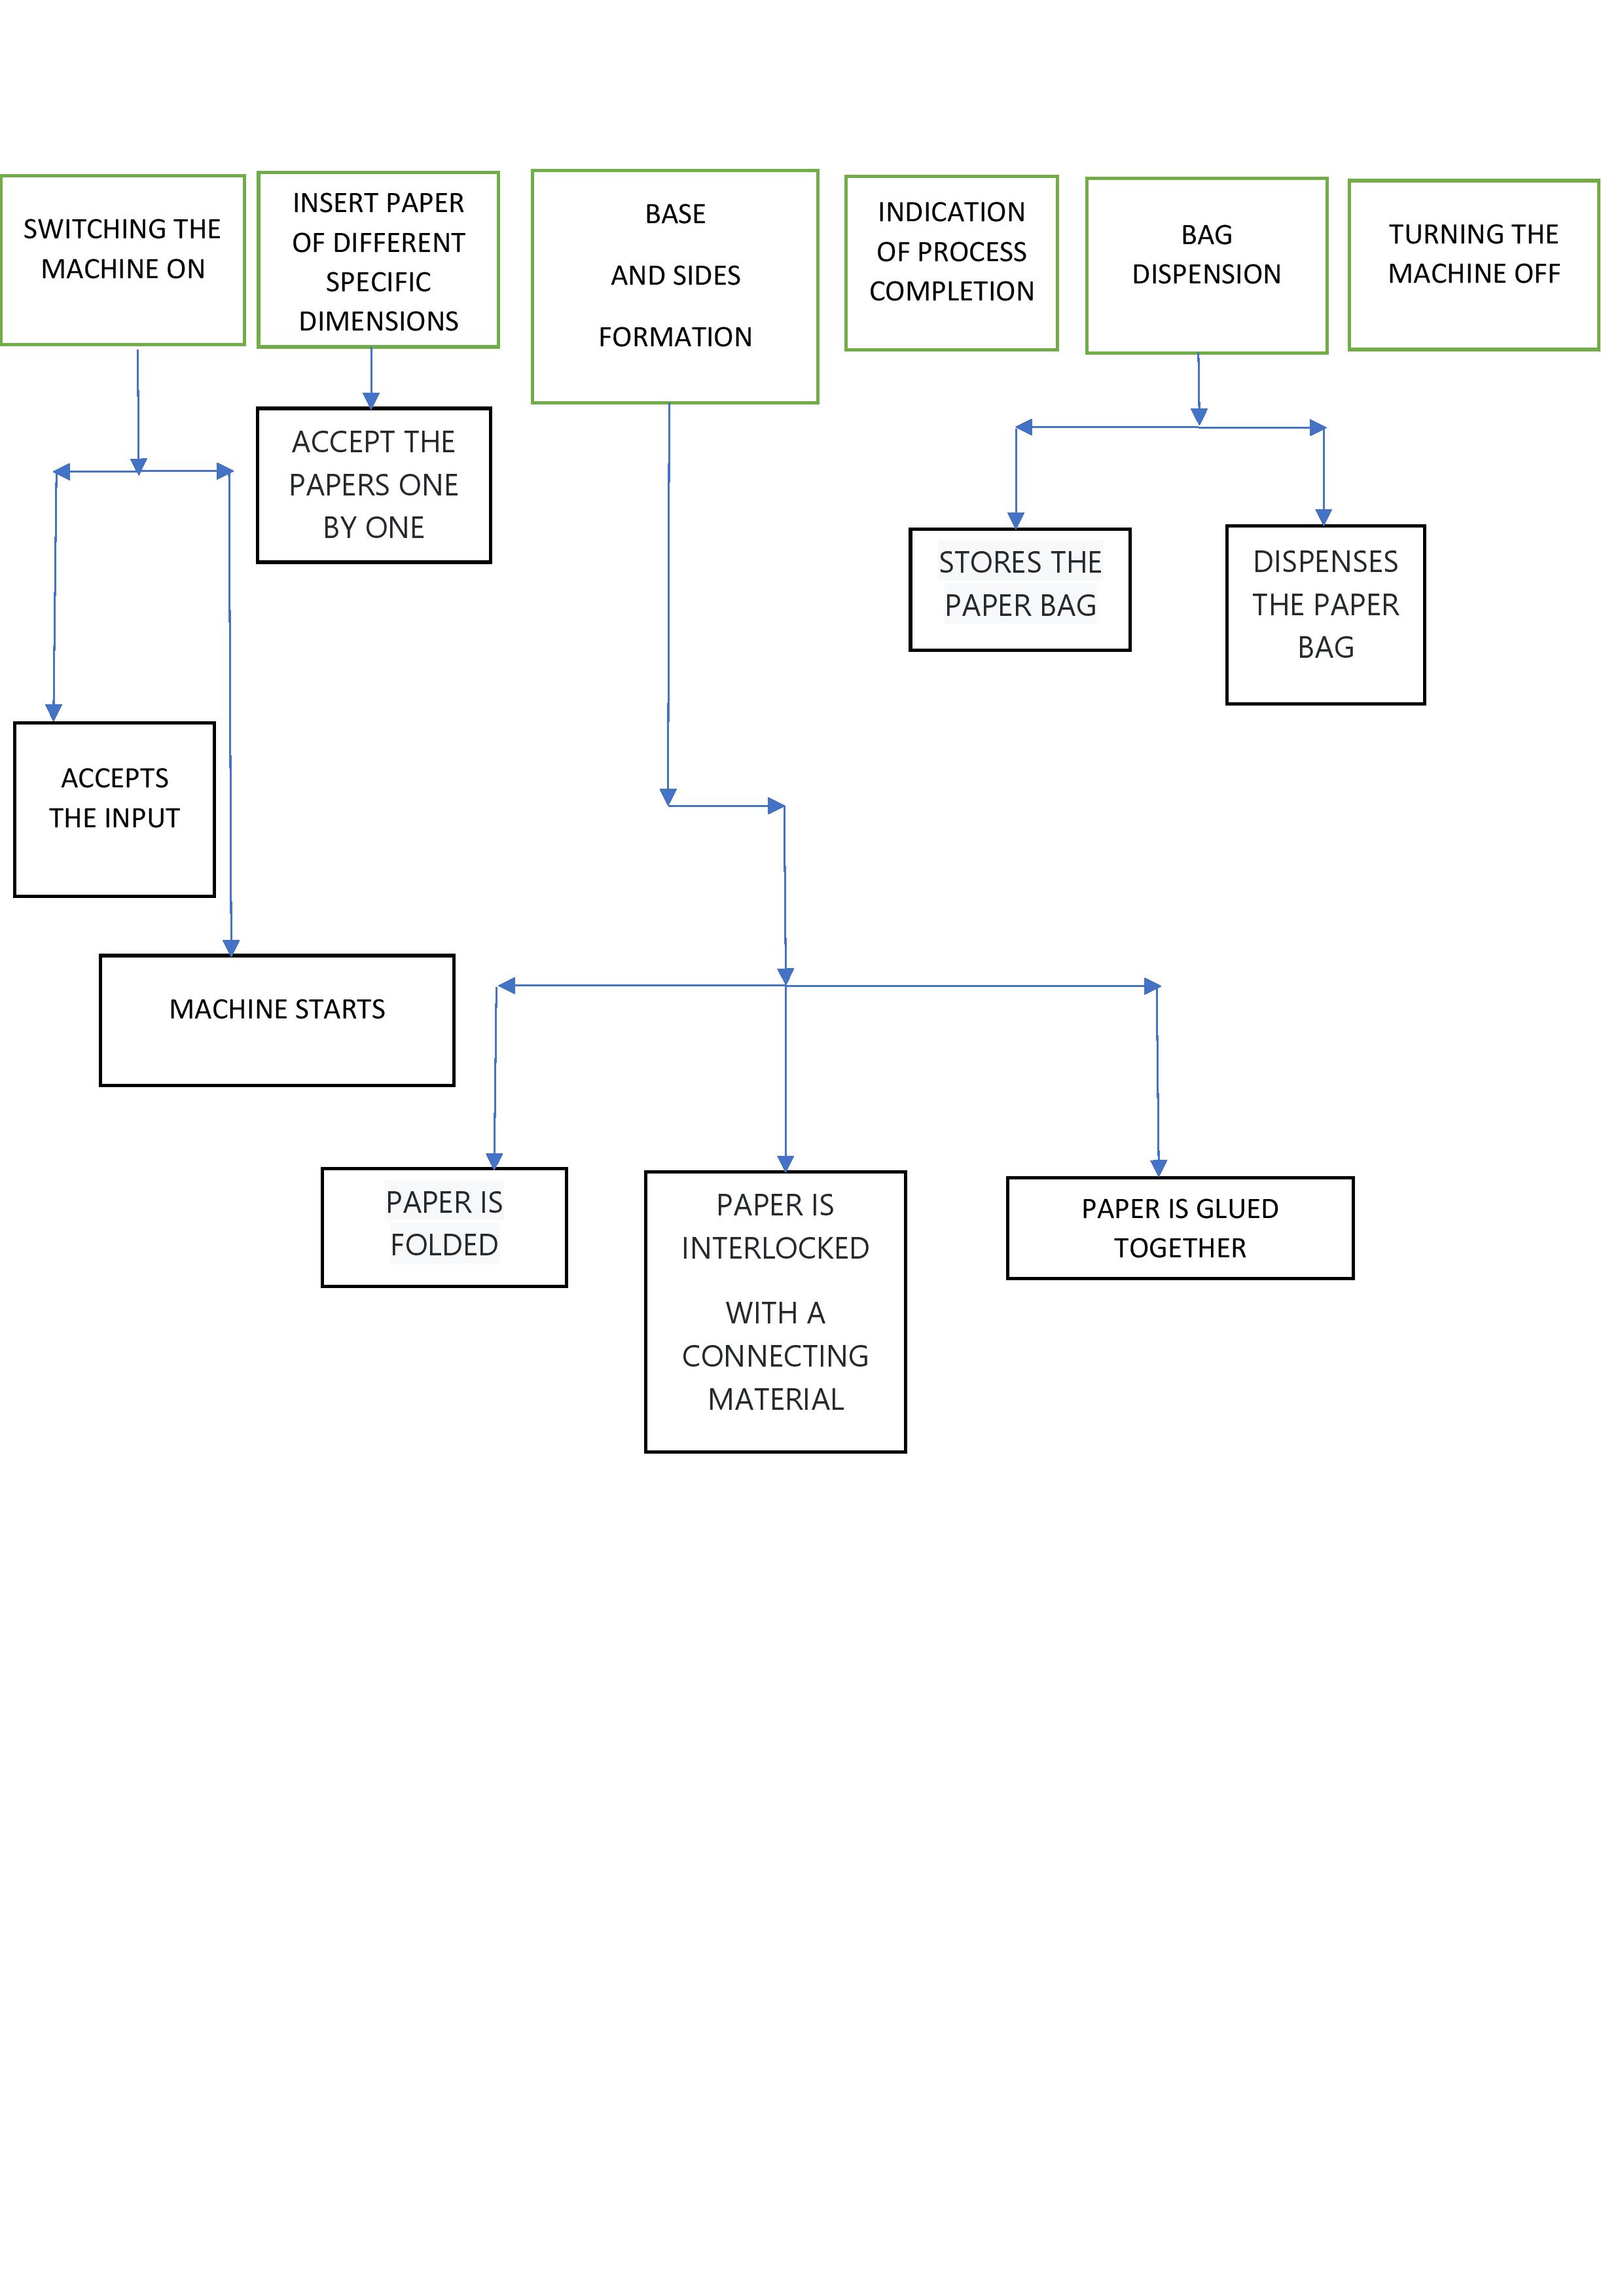 SWITCHING THE
MACHINE ON
INSERT PAPER
OF DIFFERENT
SPECIFIC
DIMENSIONS
BASE
AND SIDES
FORMATION
INDICATION
OF PROCESS
COMPLETION
BAG
DISPENSION
TURNING THE
MACHINE OFF
ACCEPT THE
PAPERS ONE
BY ONE
STORES THE
PAPER BAG
DISPENSES
THE PAPER
BAG
ACCEPTS
THE INPUT
MACHINE STARTS
PAPER IS
FOLDED
PAPER IS
INTERLOCKED
WITH A
CONNECTING
MATERIAL
PAPER IS GLUED
TOGETHER